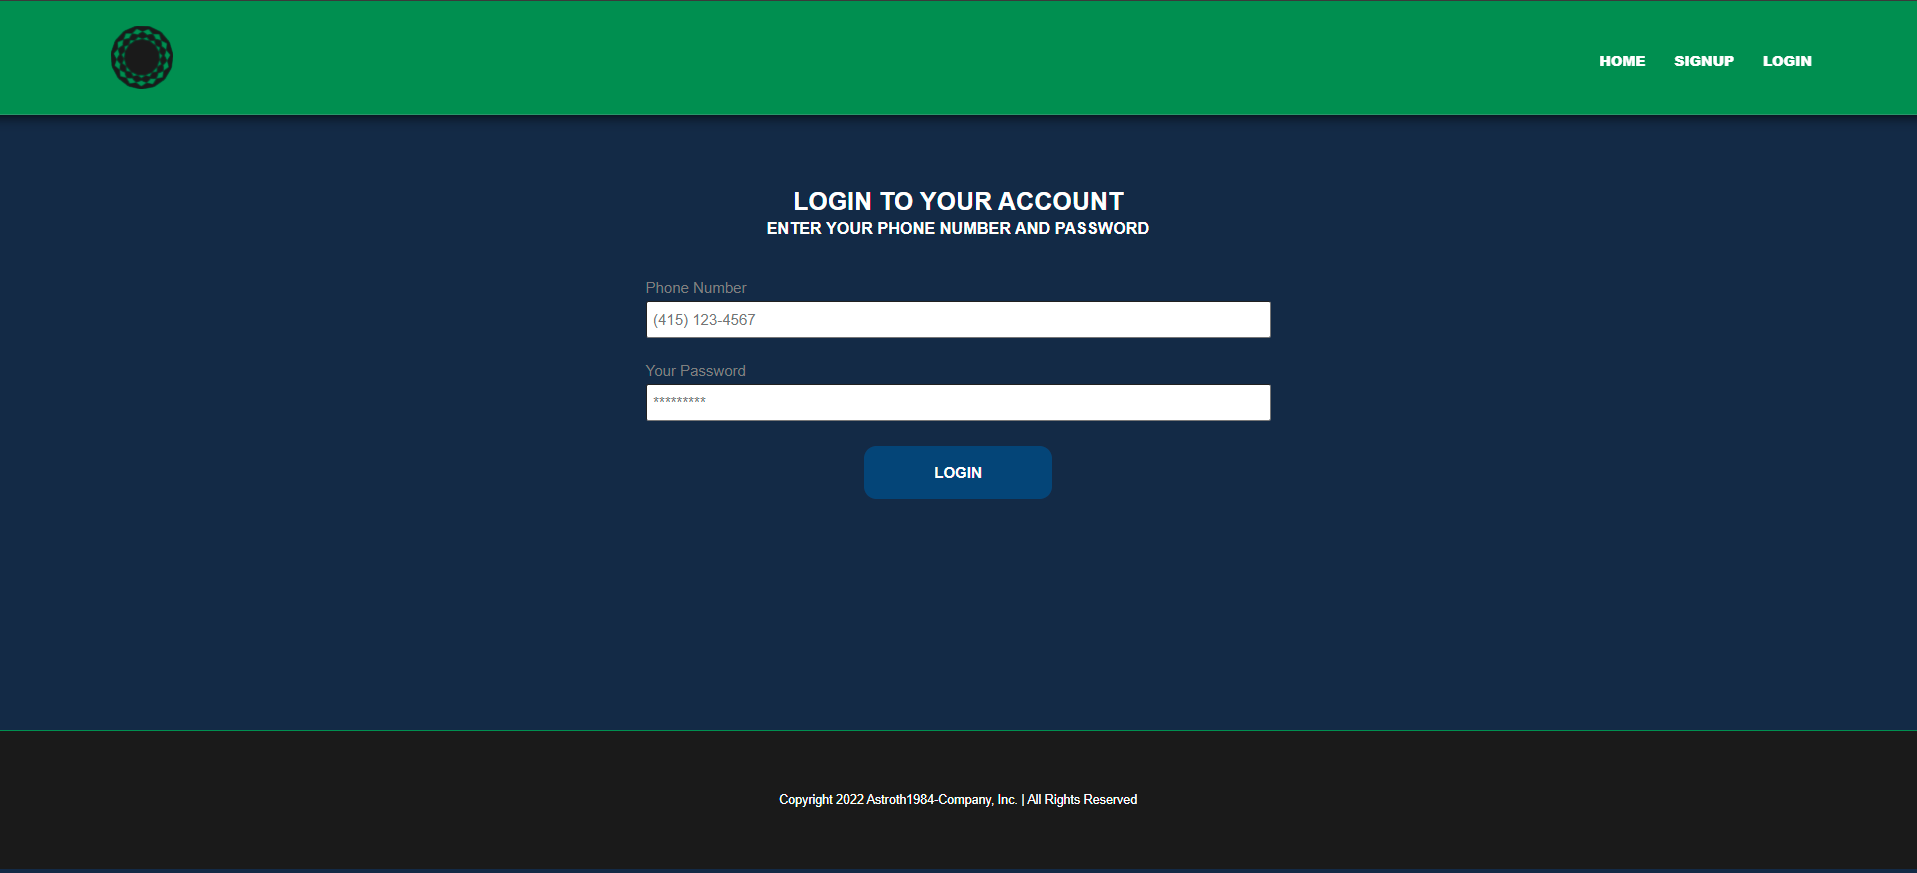 HOME SIGNUP LOGIN
LOGIN TO YOUR ACCOUNT
ENTER YOUR PHONE NUMBER AND PASSWORD
Phone Number
(415) 123-4567
Your Password
*********
LOGIN
Copyright 2022 Astroth1984-Company, Inc. | All Rights Reserved